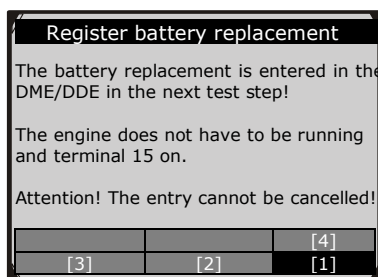 Register battery replacement
The battery replacement is entered in the
DME/DDE in the next test step!
The engine does not have to be running
and terminal 15 on.
Attention! The entry cannot be cancelled!
[4]
[3] [2] [1]